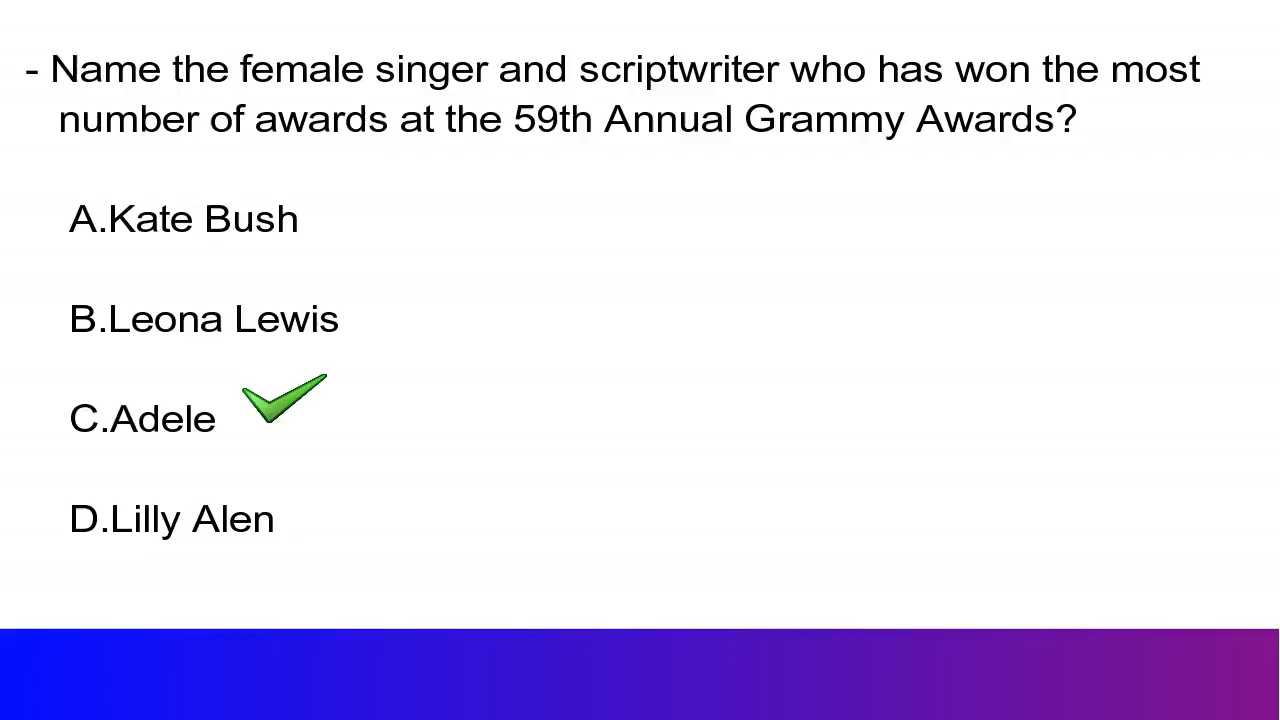 - Name the female singer and scriptwriter who has won the most
number of awards at the 59th Annual Grammy Awards?
A.Kate Bush
B.Leona Lewis
C.Adele
D.Lilly Alen